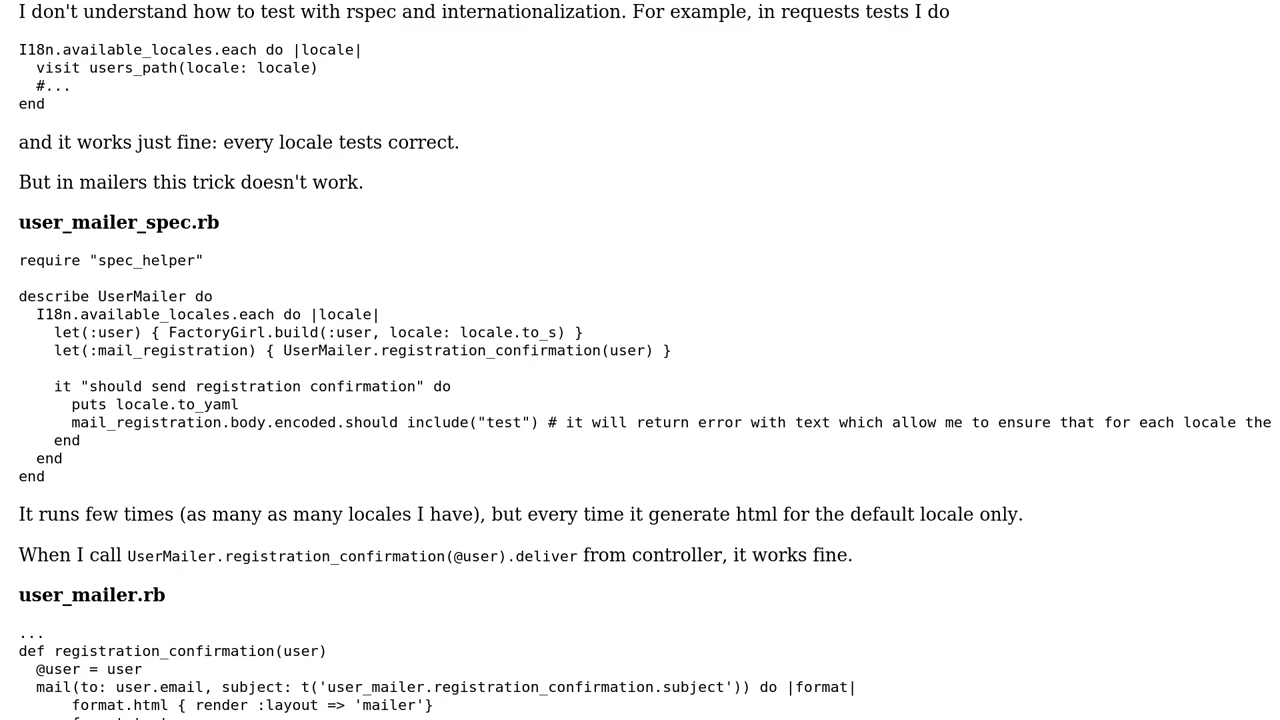 I don't understand how to test with rspec and internationalization. For example, in requests tests I do
I18n.available_locales.each do |locale|
  visit users_path(locale: locale)
  #...
end
and it works just fine: every locale tests correct.
But in mailers this trick doesn't work.
user_mailer_spec.rb
require "spec_helper"
describe UserMailer do
  I18n.available_locales.each do |locale|
    let(:user) { FactoryGirl.build(:user, locale: locale.to_s) }
    let(:mail_registration) { UserMailer.registration_confirmation(user) }
    it "should send registration confirmation" do
      puts locale.to_yaml
      mail_registration.body.encoded.should include("test") # it will return error with text which allow me to ensure that for each locale the
    end
  end
end
It runs few times (as many as many locales I have), but every time it generate html for the default locale only.
When I call UserMailer.registration_confirmation(@user).deliver from controller, it works fine.
user_mailer.rb
...
def registration_confirmation(user)
  @user = user
  mail(to: user.email, subject: t('user_mailer.registration_confirmation.subject')) do |format|
      format.html { render :layout => 'mailer'}